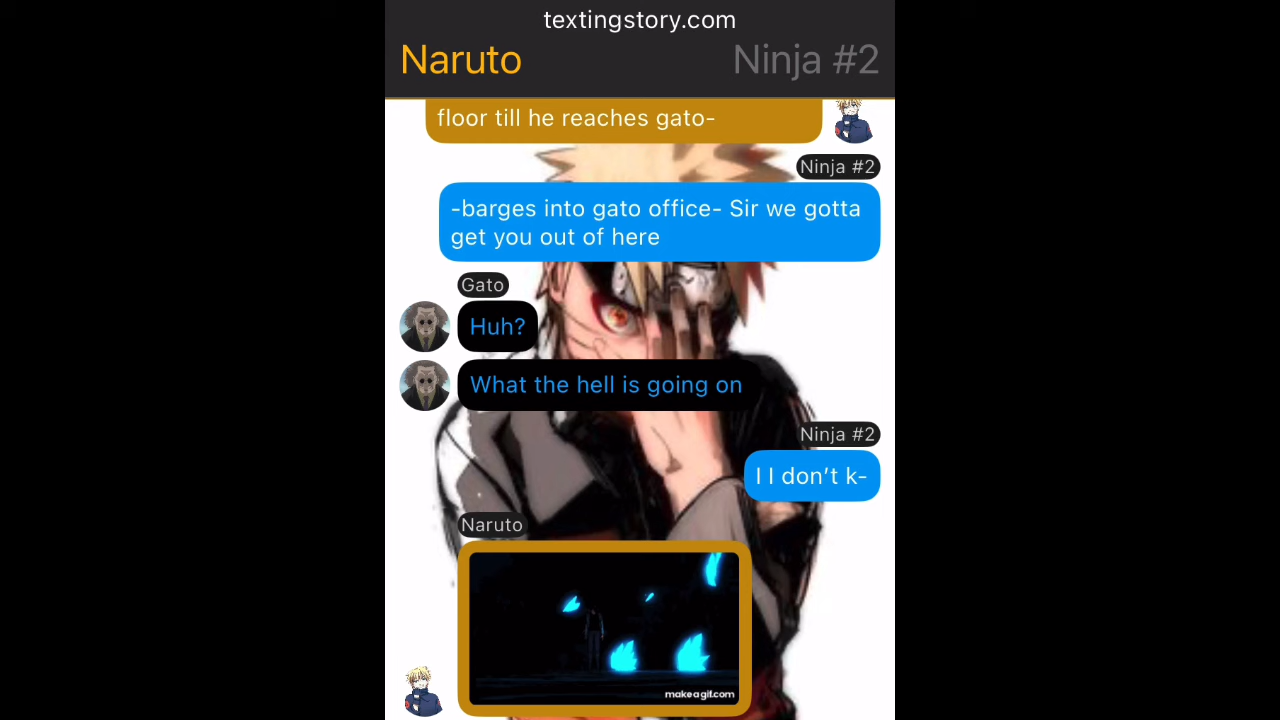 textingstory.com
Naruto
Ninja #2
floor till he reaches gato-
Ninja #2
-barges into gato office- Sir we gotta
get you out of here
Gato
Huh?
What the hell is going on
Ninja #2
I I don't k-
Naruto
makeagif.com